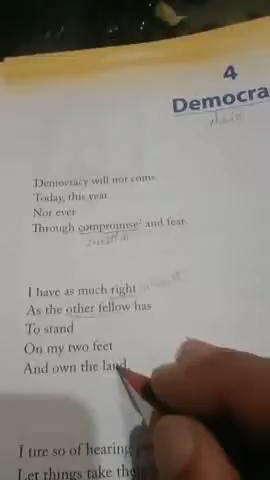 4
Democra
Democracy will not come
Today, this year
Nor ever
Through compromise² and fear.
I have as much right
As the other fellow has
To stand
On my two feet
And own the land.
I tire so of hearing
Let things take the